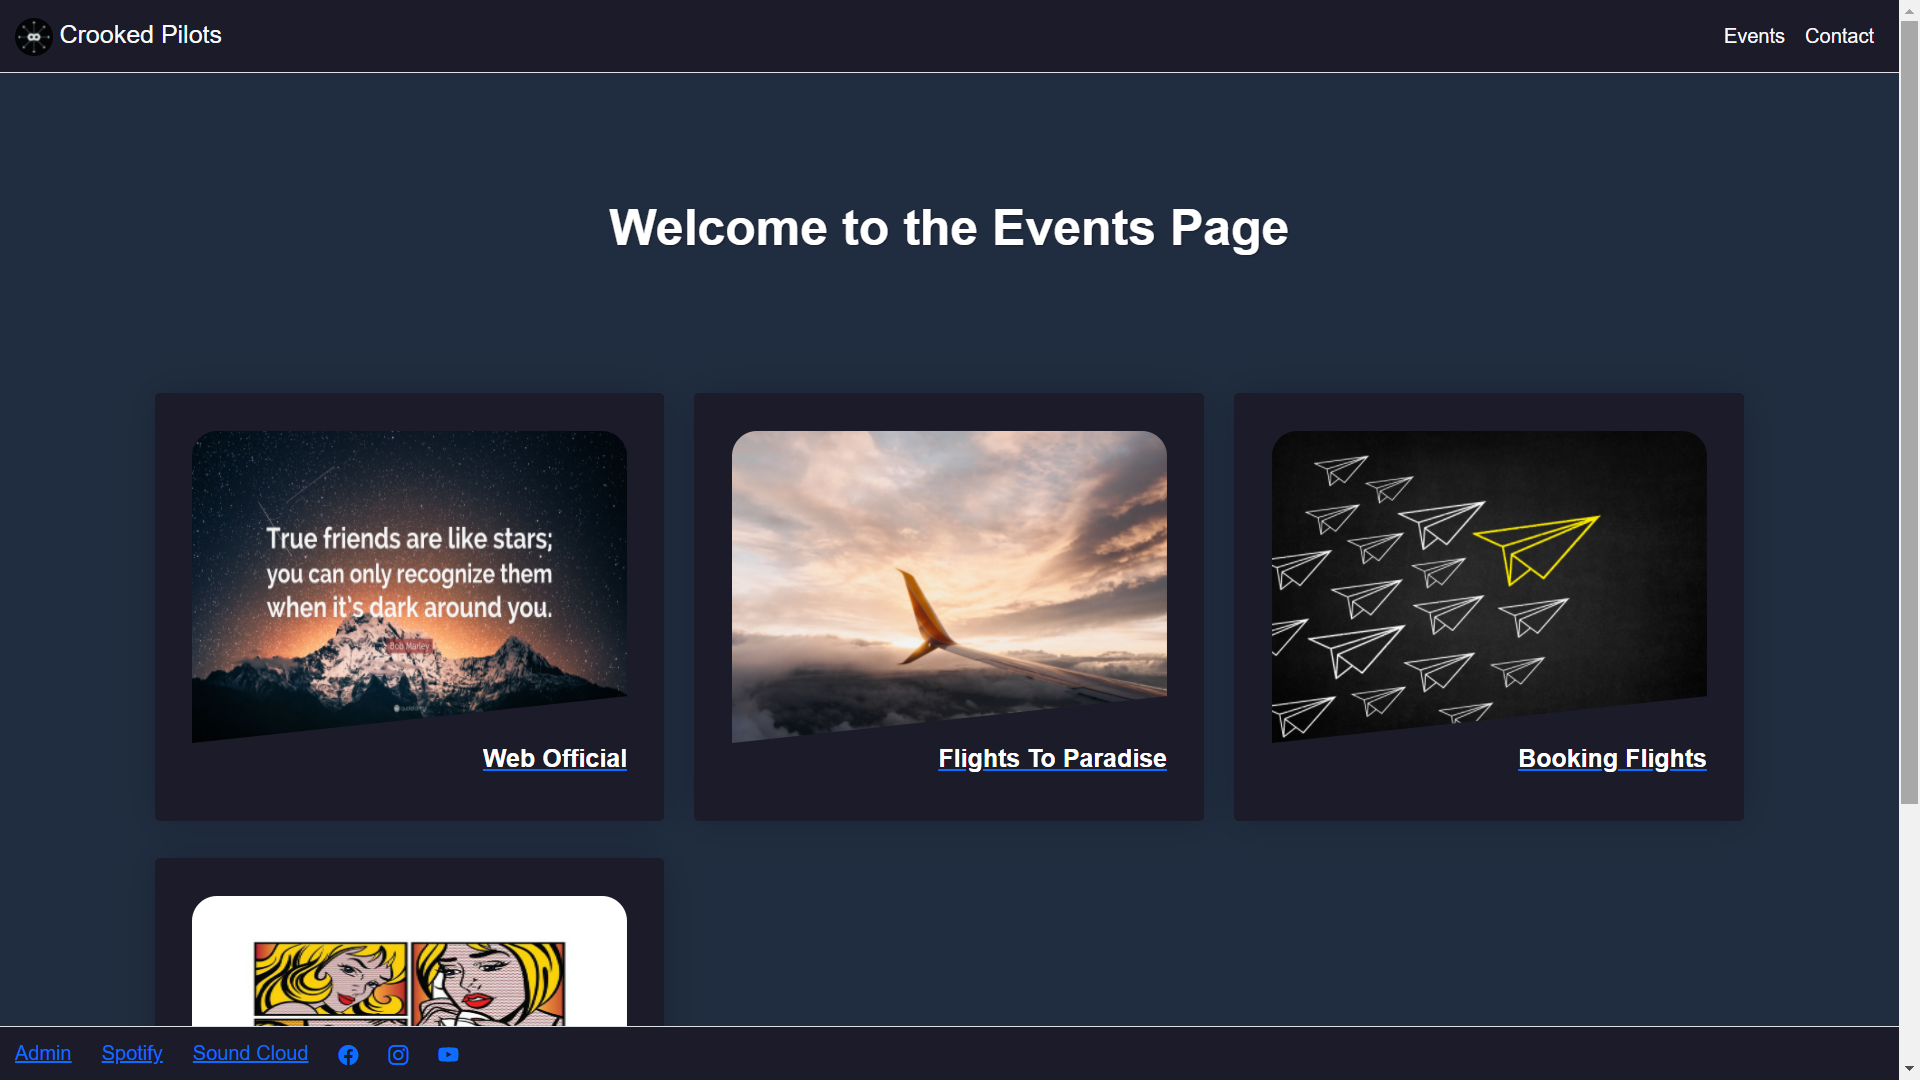 Crooked Pilots
Events
Contact
Welcome to the Events Page
True friends are like stars;
you can only recognize them
when it's dark around you.
Bob Marley
Web Official
Flights To Paradise
Booking Flights
Admin
Spotify
Sound Cloud